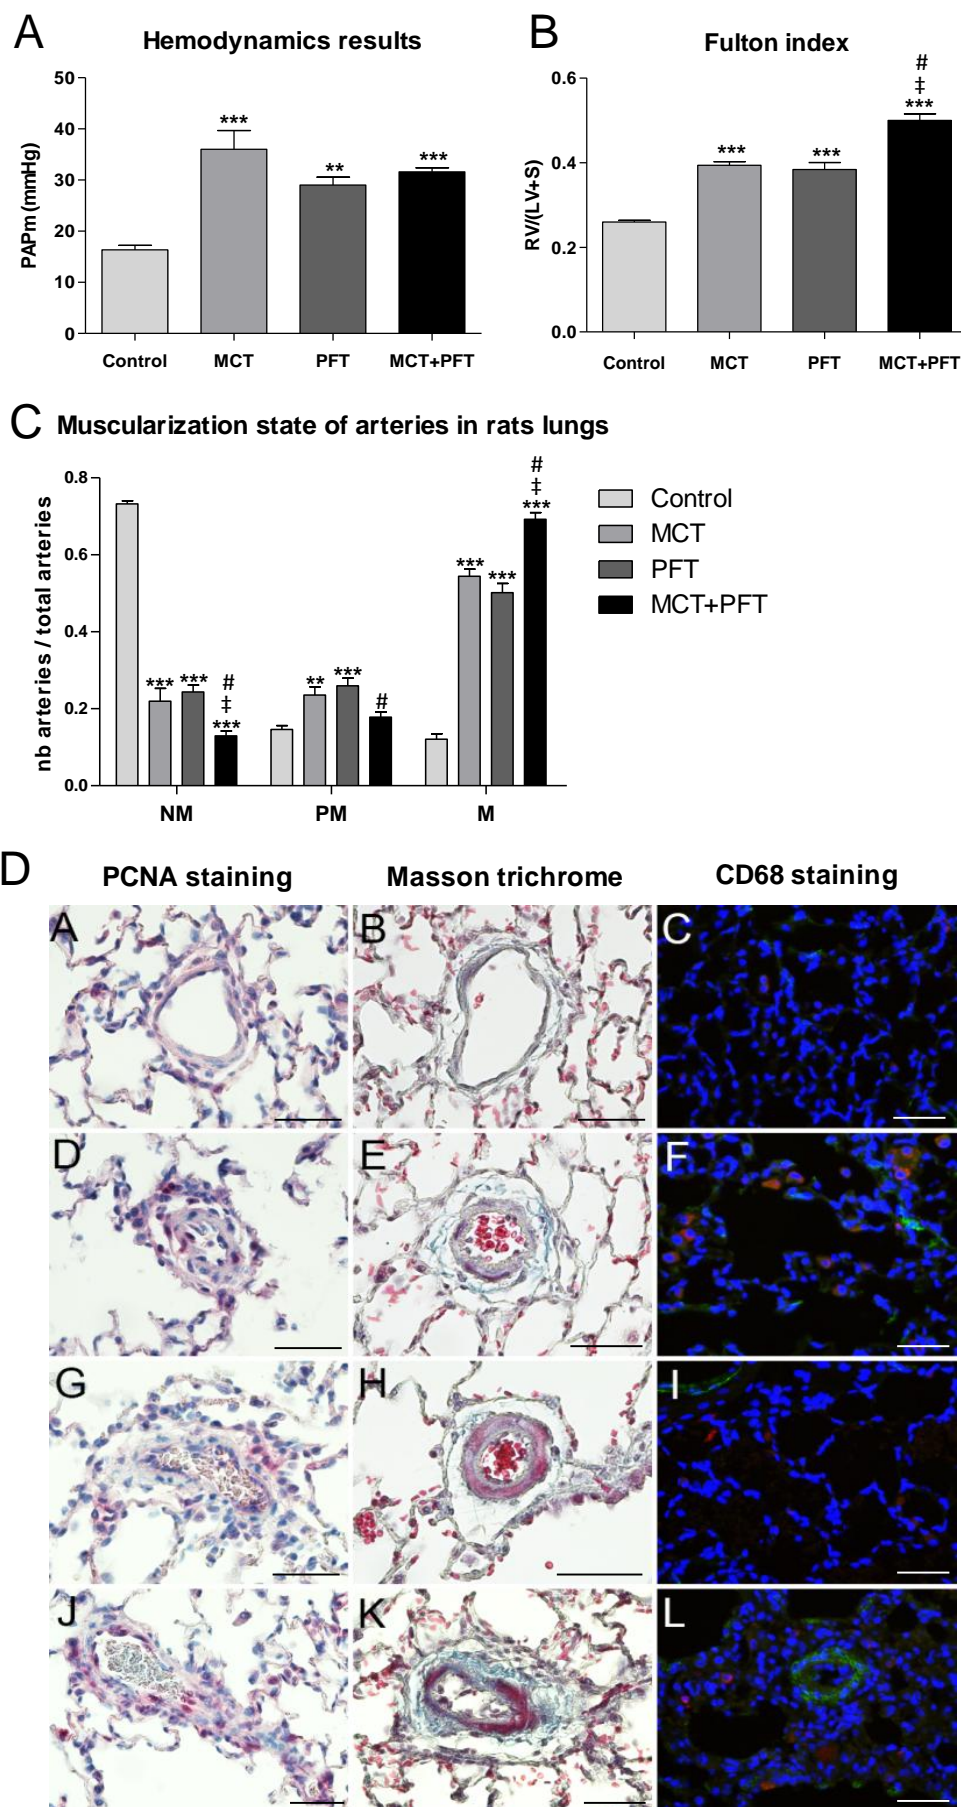 A
Hemodynamics results
PAPm (mmHg)
50
40
30
20
10
0
***
**
***
Control MCT PFT MCT+PFT
B
Fulton index
RV/(LV+S)
0.6
0.4
0.2
0.0
***
***
#
‡
***
Control MCT PFT MCT+PFT
C Muscularization state of arteries in rats lungs
nb arteries / total arteries
0.8
0.6
0.4
0.2
0.0
*** *** #
‡
***
** *** #
*** *** #
‡
***
NM PM M
Control
MCT
PFT
MCT+PFT
D
PCNA staining Masson trichrome CD68 staining
A B C
D E F
G H I
J K L